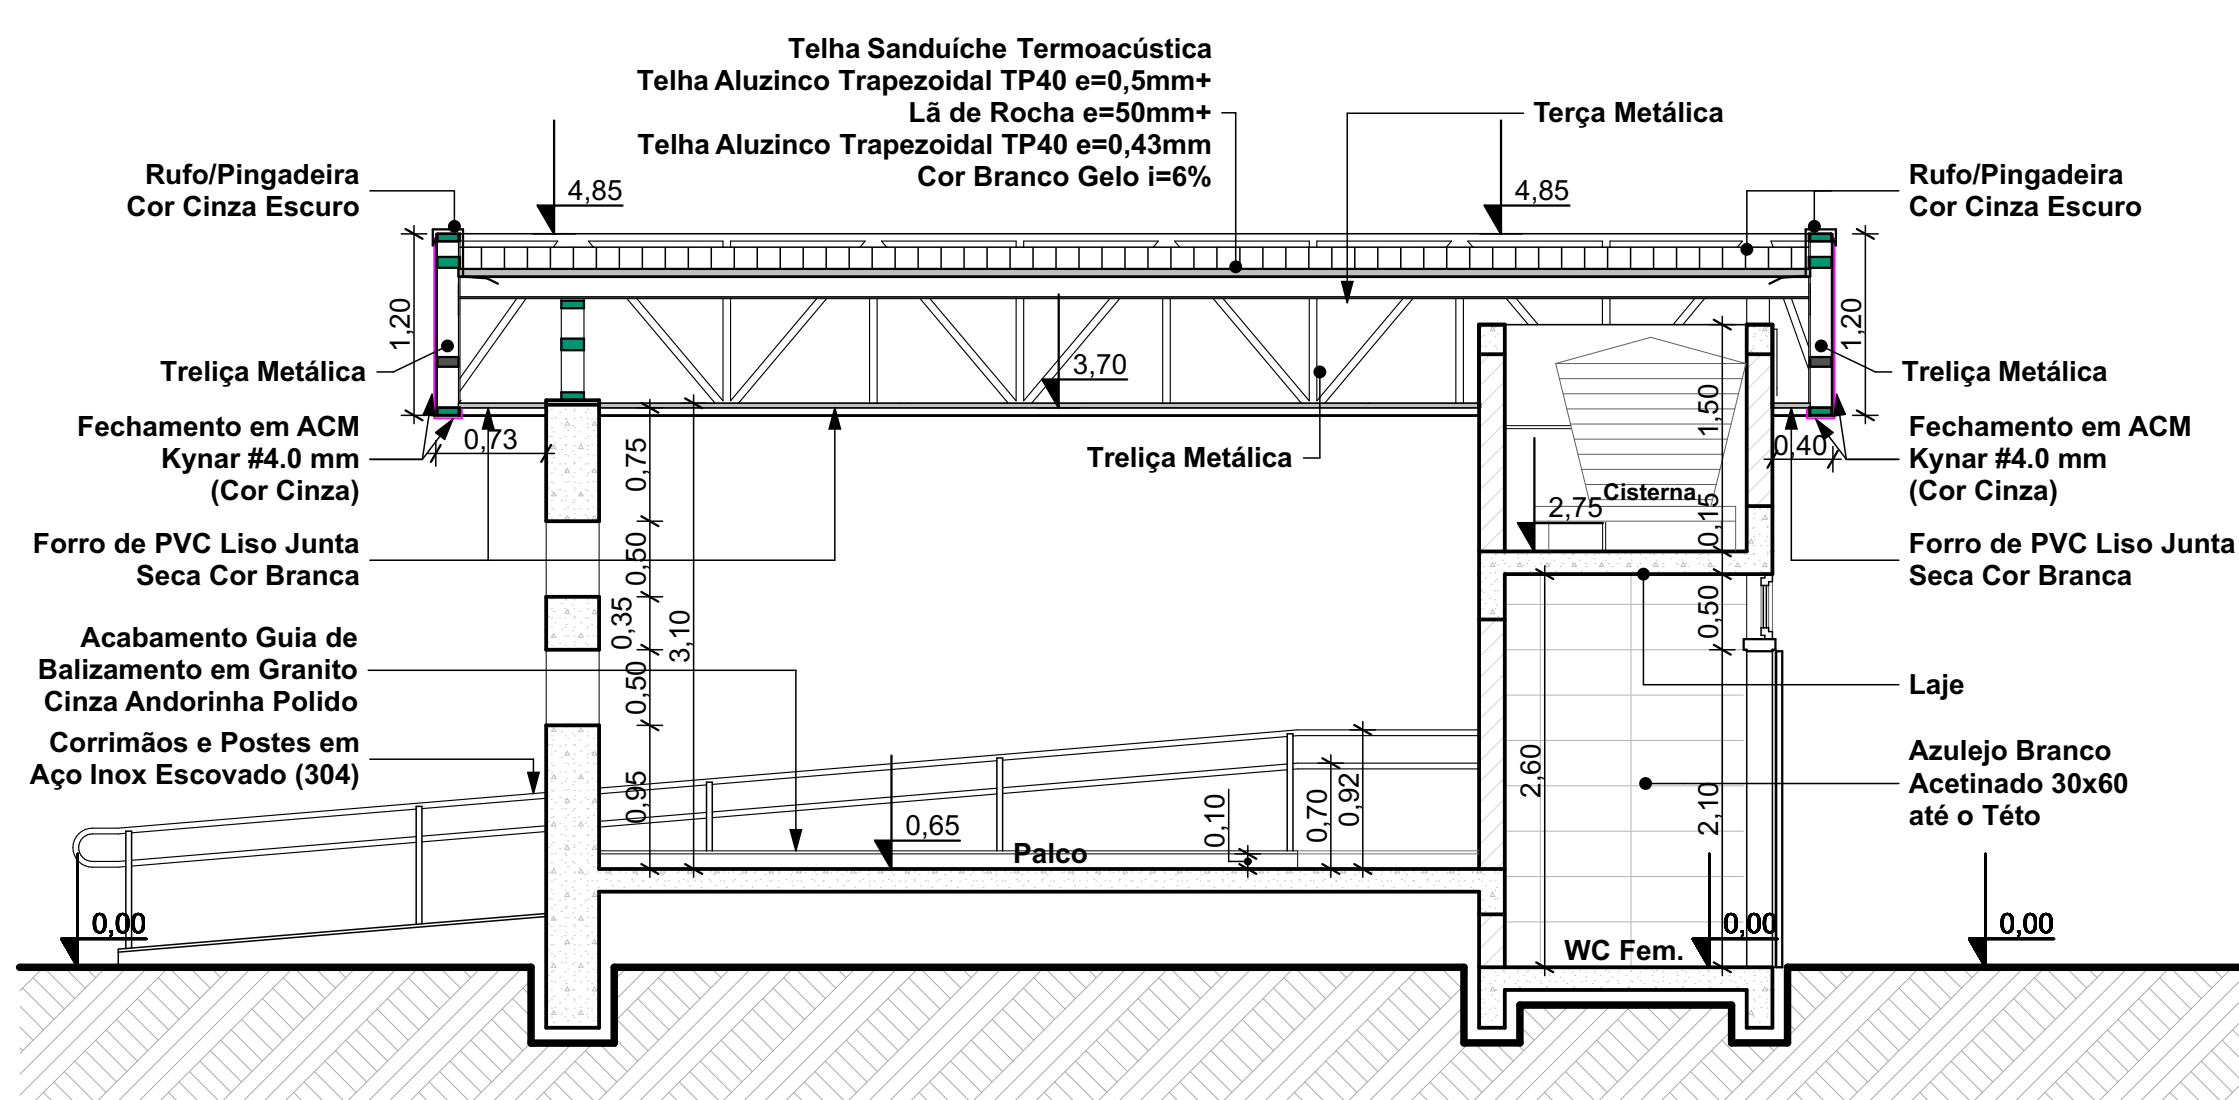 Telha Sanduíche Termoacústica
Telha Aluzinco Trapezoidal TP40 e=0,5mm+
Lã de Rocha e=50mm+
Telha Aluzinco Trapezoidal TP40 e=0,43mm
Cor Branco Gelo i=6%
Terça Metálica
Rufo/Pingadeira
Cor Cinza Escuro
4,85
4,85
Rufo/Pingadeira
Cor Cinza Escuro
1,20
1,20
Treliça Metálica
3,70
Treliça Metálica
Fechamento em ACM
Kynar #4.0 mm
(Cor Cinza)
0,73
0,75
Treliça Metálica
1,50
0,40
Fechamento em ACM
Kynar #4.0 mm
(Cor Cinza)
Cisterna
2,75
0,15
Forro de PVC Liso Junta
Seca Cor Branca
0,50
Forro de PVC Liso Junta
Seca Cor Branca
0,35
3,10
0,50
Acabamento Guia de
Balizamento em Granito
Cinza Andorinha Polido
0,50
Laje
Corrimãos e Postes em
Aço Inox Escovado (304)
0,95
0,65
Palco
0,10
0,70
0,92
2,60
2,10
Azulejo Branco
Acetinado 30x60
até o Této
0,00
WC Fem.
0,00
0,00